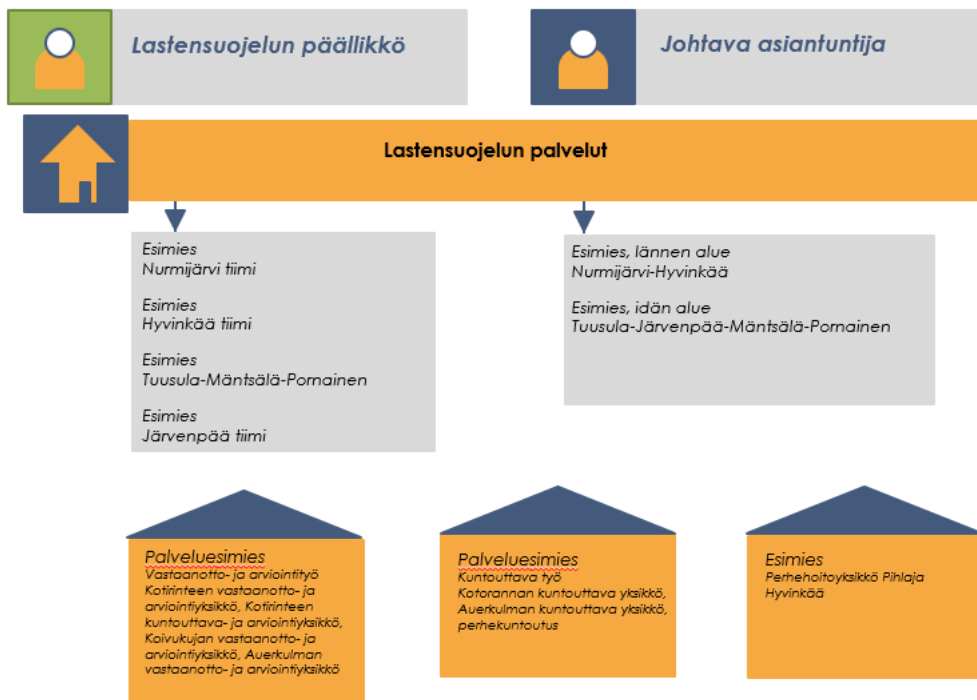 Lastensuojelun päällikkö
Johtava asiantuntija
Lastensuojelun palvelut
Esimies
Nurmijärvi tiimi
Esimies
Hyvinkää tiimi
Esimies
Tuusula-Mäntsälä-Pornainen
Esimies
Järvenpää tiimi
Esimies, lännen alue
Nurmijärvi-Hyvinkää
Esimies, idän alue
Tuusula-Järvenpää-Mäntsälä-Pornainen
Palveluesimies
Vastaanotto- ja arviointityö
Kotirinteen vastaanotto- ja
arviointiyksikkö, Kotirinteen
kuntouttava- ja arviointiyksikkö,
Koivukujan vastaanotto- ja
arviointiyksikkö, Auerkulman
vastaanotto- ja arviointiyksikkö
Palveluesimies
Kuntouttava työ
Kotorannan kuntouttava yksikkö,
Auerkulman kuntouttava yksikkö,
perhekuntoutus
Esimies
Perhehoitoyksikkö Pihlaja
Hyvinkää